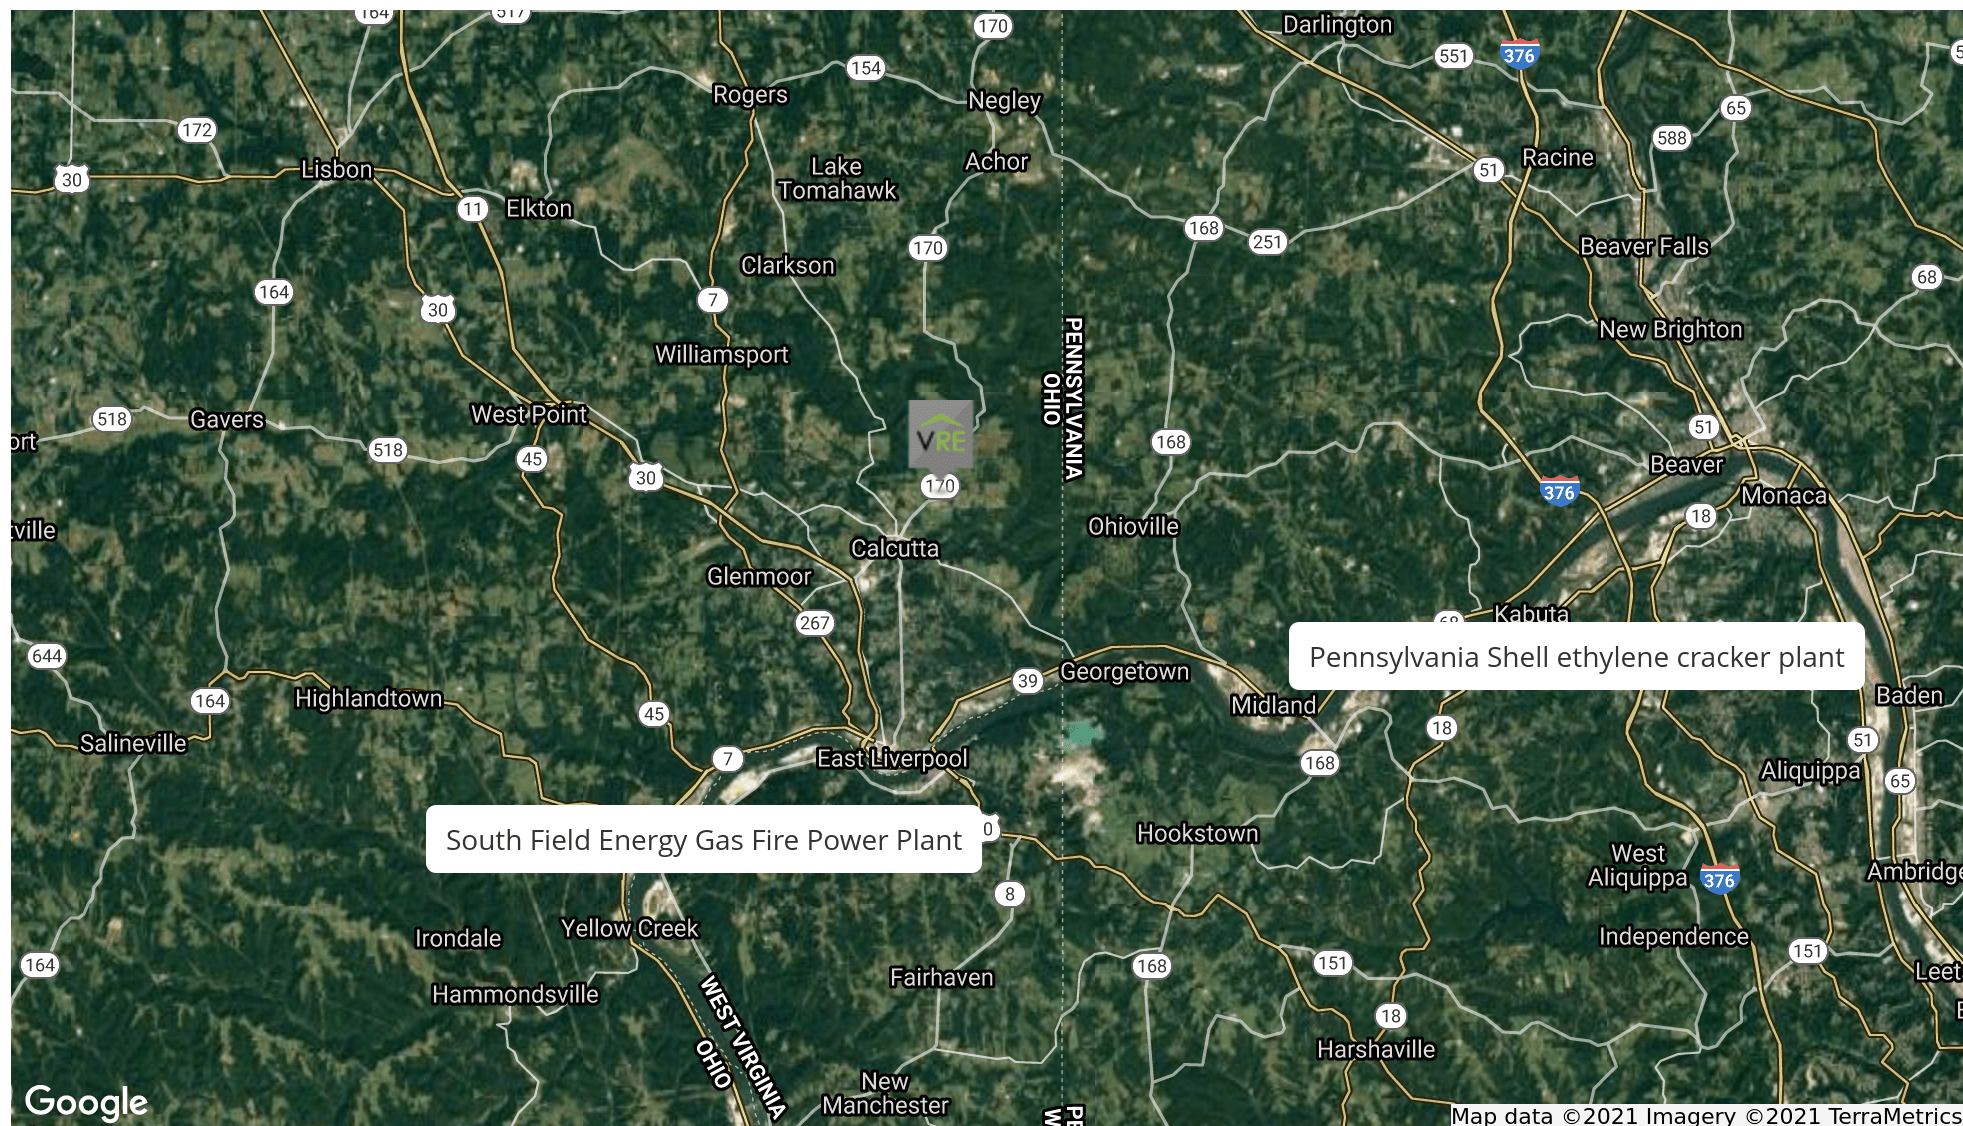 164
517
170
Darlington
551
376
154
Rogers
Negley
65
172
588
Lisbon
Lake
Tomahawk
Achor
51
Racine
30
11
Elkton
168
251
170
Beaver Falls
Clarkson
68
164
7
30
PENNSYLVANIA
OHIO
New Brighton
Williamsport
518
Gavers
West Point
VRE
51
ort
518
45
30
170
168
Beaver
376
Monaca
18
tville
Ohioville
Calcutta
Glenmoor
267
68
Kabuta
Pennsylvania Shell ethylene cracker plant
644
Georgetown
39
Highlandtown
164
Midland
Baden
45
18
Salineville
7
East Liverpool
168
51
Aliquippa
65
South Field Energy Gas Fire Power Plant
0
Hookstown
West
Aliquippa
376
Ambridge
8
Yellow Creek
Irondale
Independence
151
164
168
151
Fairhaven
Leet
Hammondsville
WEST VIRGINIA
OHIO
18
Harshaville
New
Manchester
Google
Map data ©2021 Imagery ©2021 TerraMetrics